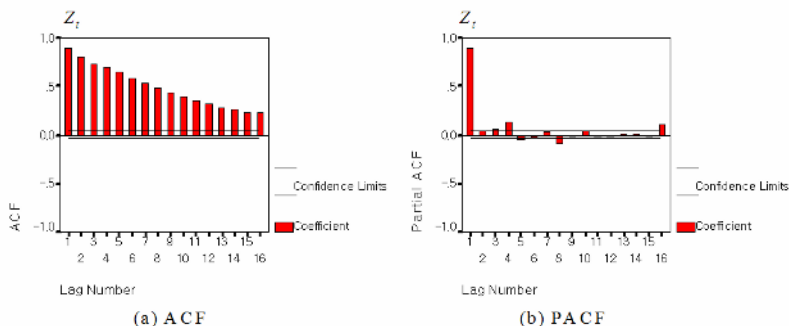 Z_t
1.0
.5
0.0
-.5
-1.0
ACF
1 3 5 7 9 11 13 15
2 4 6 8 10 12 14 16
Lag Number
Confidence Limits
Coefficient
(a) ACF
Z_t
1.0
.5
0.0
-.5
-1.0
Partial ACF
1 3 5 7 9 11 13 15
2 4 6 8 10 12 14 16
Lag Number
Confidence Limits
Coefficient
(b) PACF